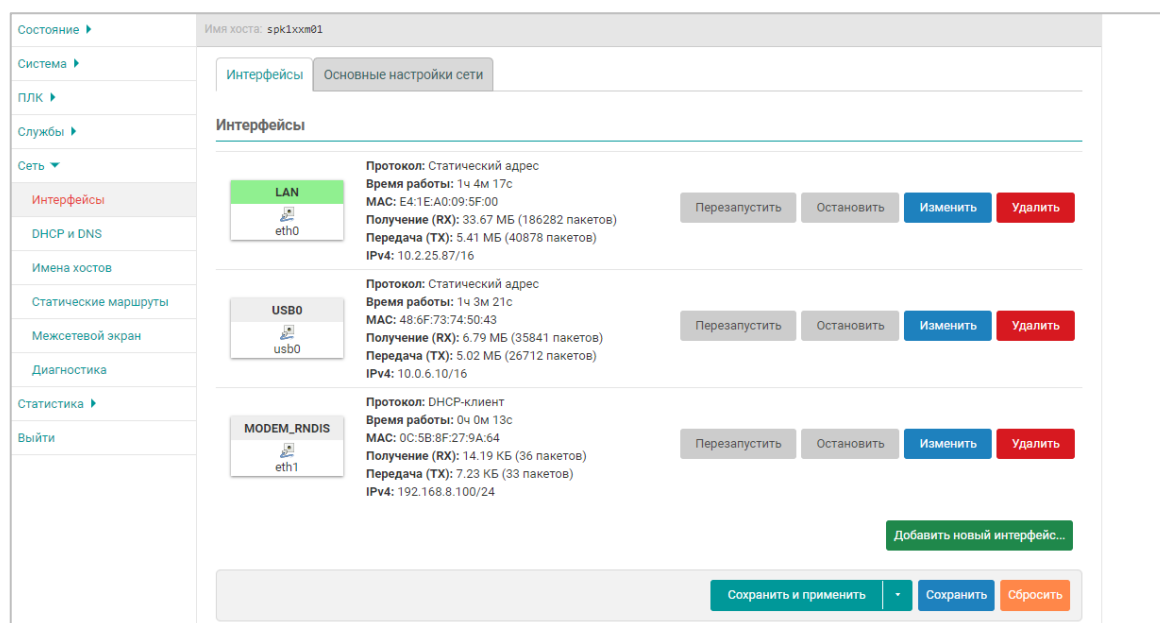 Состояние
Имя хоста: spk1xxm01
Система
ПЛК
Службы
Сеть
Интерфейсы
DHCP и DNS
Имена хостов
Статические маршруты
Межсетевой экран
Диагностика
Статистика
Выйти
Интерфейсы Основные настройки сети
Интерфейсы
LAN
eth0
Протокол: Статический адрес
Время работы: 1ч 4м 17с
MAC: E4:1E:A0:09:5F:00
Получение (RX): 33.67 МБ (186282 пакетов)
Передача (TX): 5.41 МБ (40878 пакетов)
IPv4: 10.2.25.87/16
Перезапустить Остановить Изменить Удалить
USB0
usb0
Протокол: Статический адрес
Время работы: 1ч 3м 21с
MAC: 48:6F:73:74:50:43
Получение (RX): 6.79 МБ (35841 пакетов)
Передача (TX): 5.02 МБ (26712 пакетов)
IPv4: 10.0.6.10/16
Перезапустить Остановить Изменить Удалить
MODEM_RNDIS
eth1
Протокол: DHCP-клиент
Время работы: 0ч 0м 13с
MAC: 0C:5B:8F:27:9A:64
Получение (RX): 14.19 КБ (36 пакетов)
Передача (TX): 7.23 КБ (33 пакетов)
IPv4: 192.168.8.100/24
Перезапустить Остановить Изменить Удалить
Добавить новый интерфейс...
Сохранить и применить Сохранить Сбросить